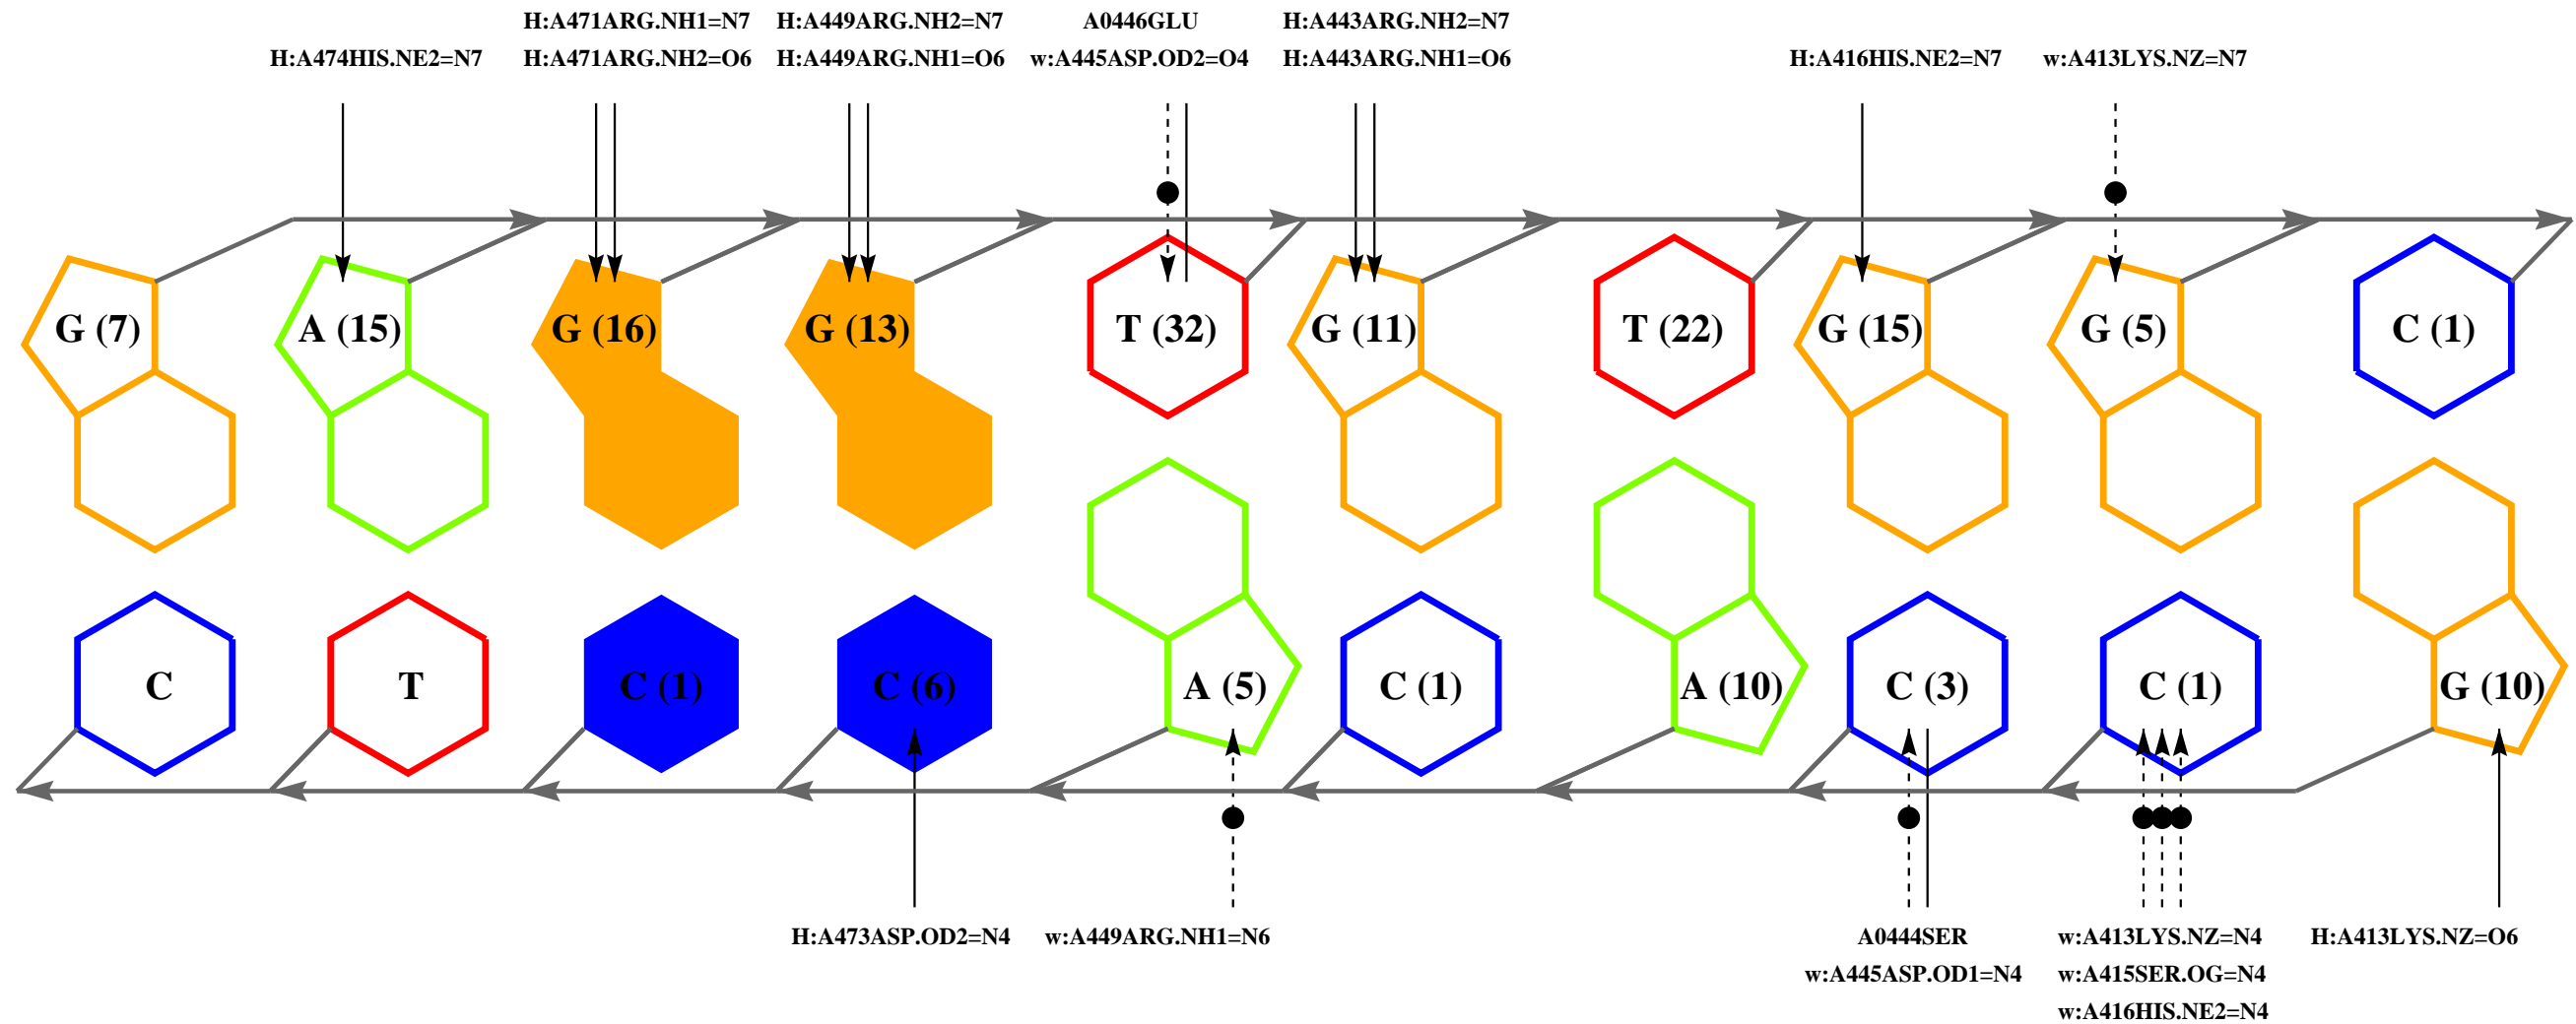 H:A471ARG.NH1=N7 H:A449ARG.NH2=N7 A0446GLU H:A443ARG.NH2=N7
H:A474HIS.NE2=N7 H:A471ARG.NH2=O6 H:A449ARG.NH1=O6 w:A445ASP.OD2=O4 H:A443ARG.NH1=O6 H:A416HIS.NE2=N7 w:A413LYS.NZ=N7
G (7) A (15) G (16) G (13) T (32) G (11) T (22) G (15) G (5) C (1)
C T C (1) C (6) A (5) C (1) A (10) C (3) C (1) G (10)
H:A473ASP.OD2=N4 w:A449ARG.NH1=N6 A0444SER w:A413LYS.NZ=N4 H:A413LYS.NZ=O6
w:A445ASP.OD1=N4 w:A415SER.OG=N4
w:A416HIS.NE2=N4